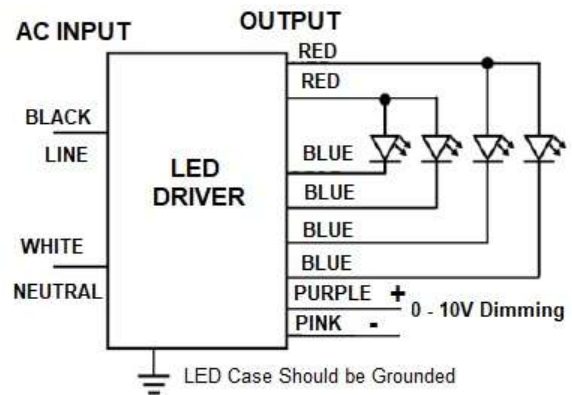 AC INPUT
OUTPUT
RED
RED
BLACK
LINE
LED
DRIVER
BLUE
BLUE
BLUE
BLUE
WHITE
NEUTRAL
PURPLE +
PINK -
0 - 10V Dimming
LED Case Should be Grounded